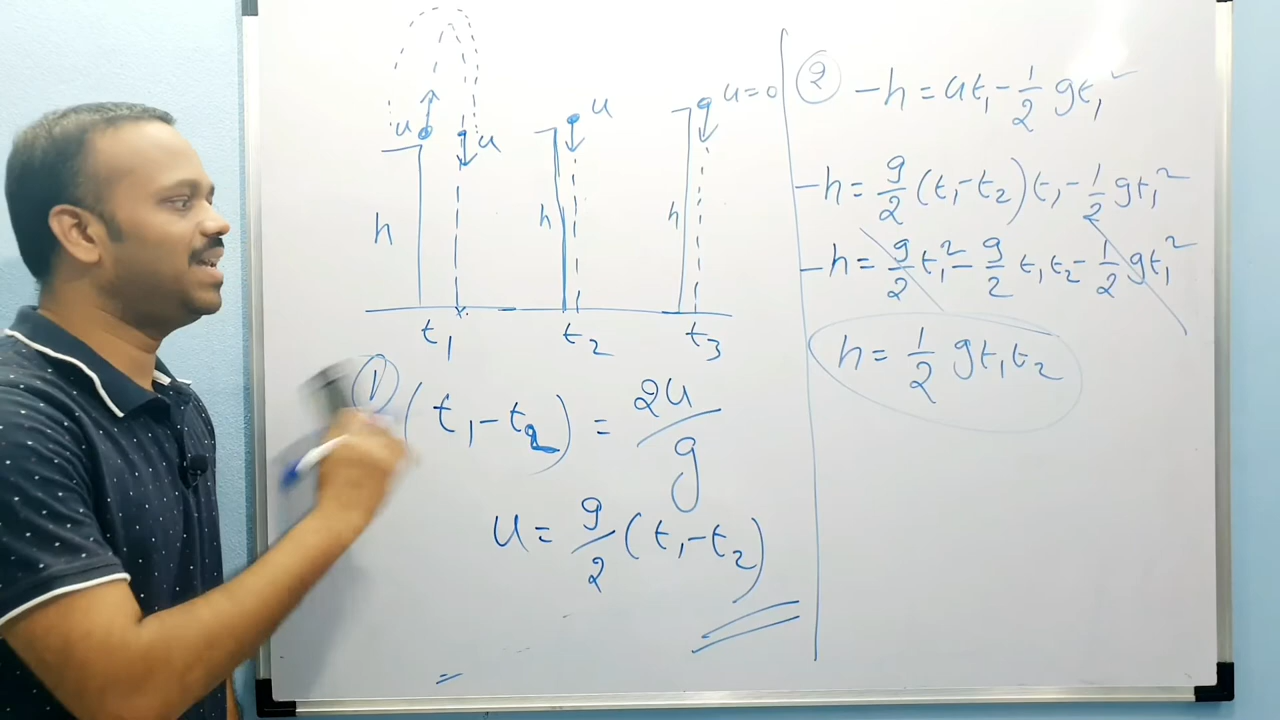 u u
h
t₁
u
h
t₂
u=0
h
t₃
① (t₁-t₂) = 2u/g
u = g/2 (t₁-t₂)
② -h = ut₁ - 1/2 gt₁²
-h = g/2 (t₁-t₂)t₁ - 1/2 gt₁²
-h = g/2 t₁² - g/2 t₁t₂ - 1/2 gt₁²
h = 1/2 gt₁t₂